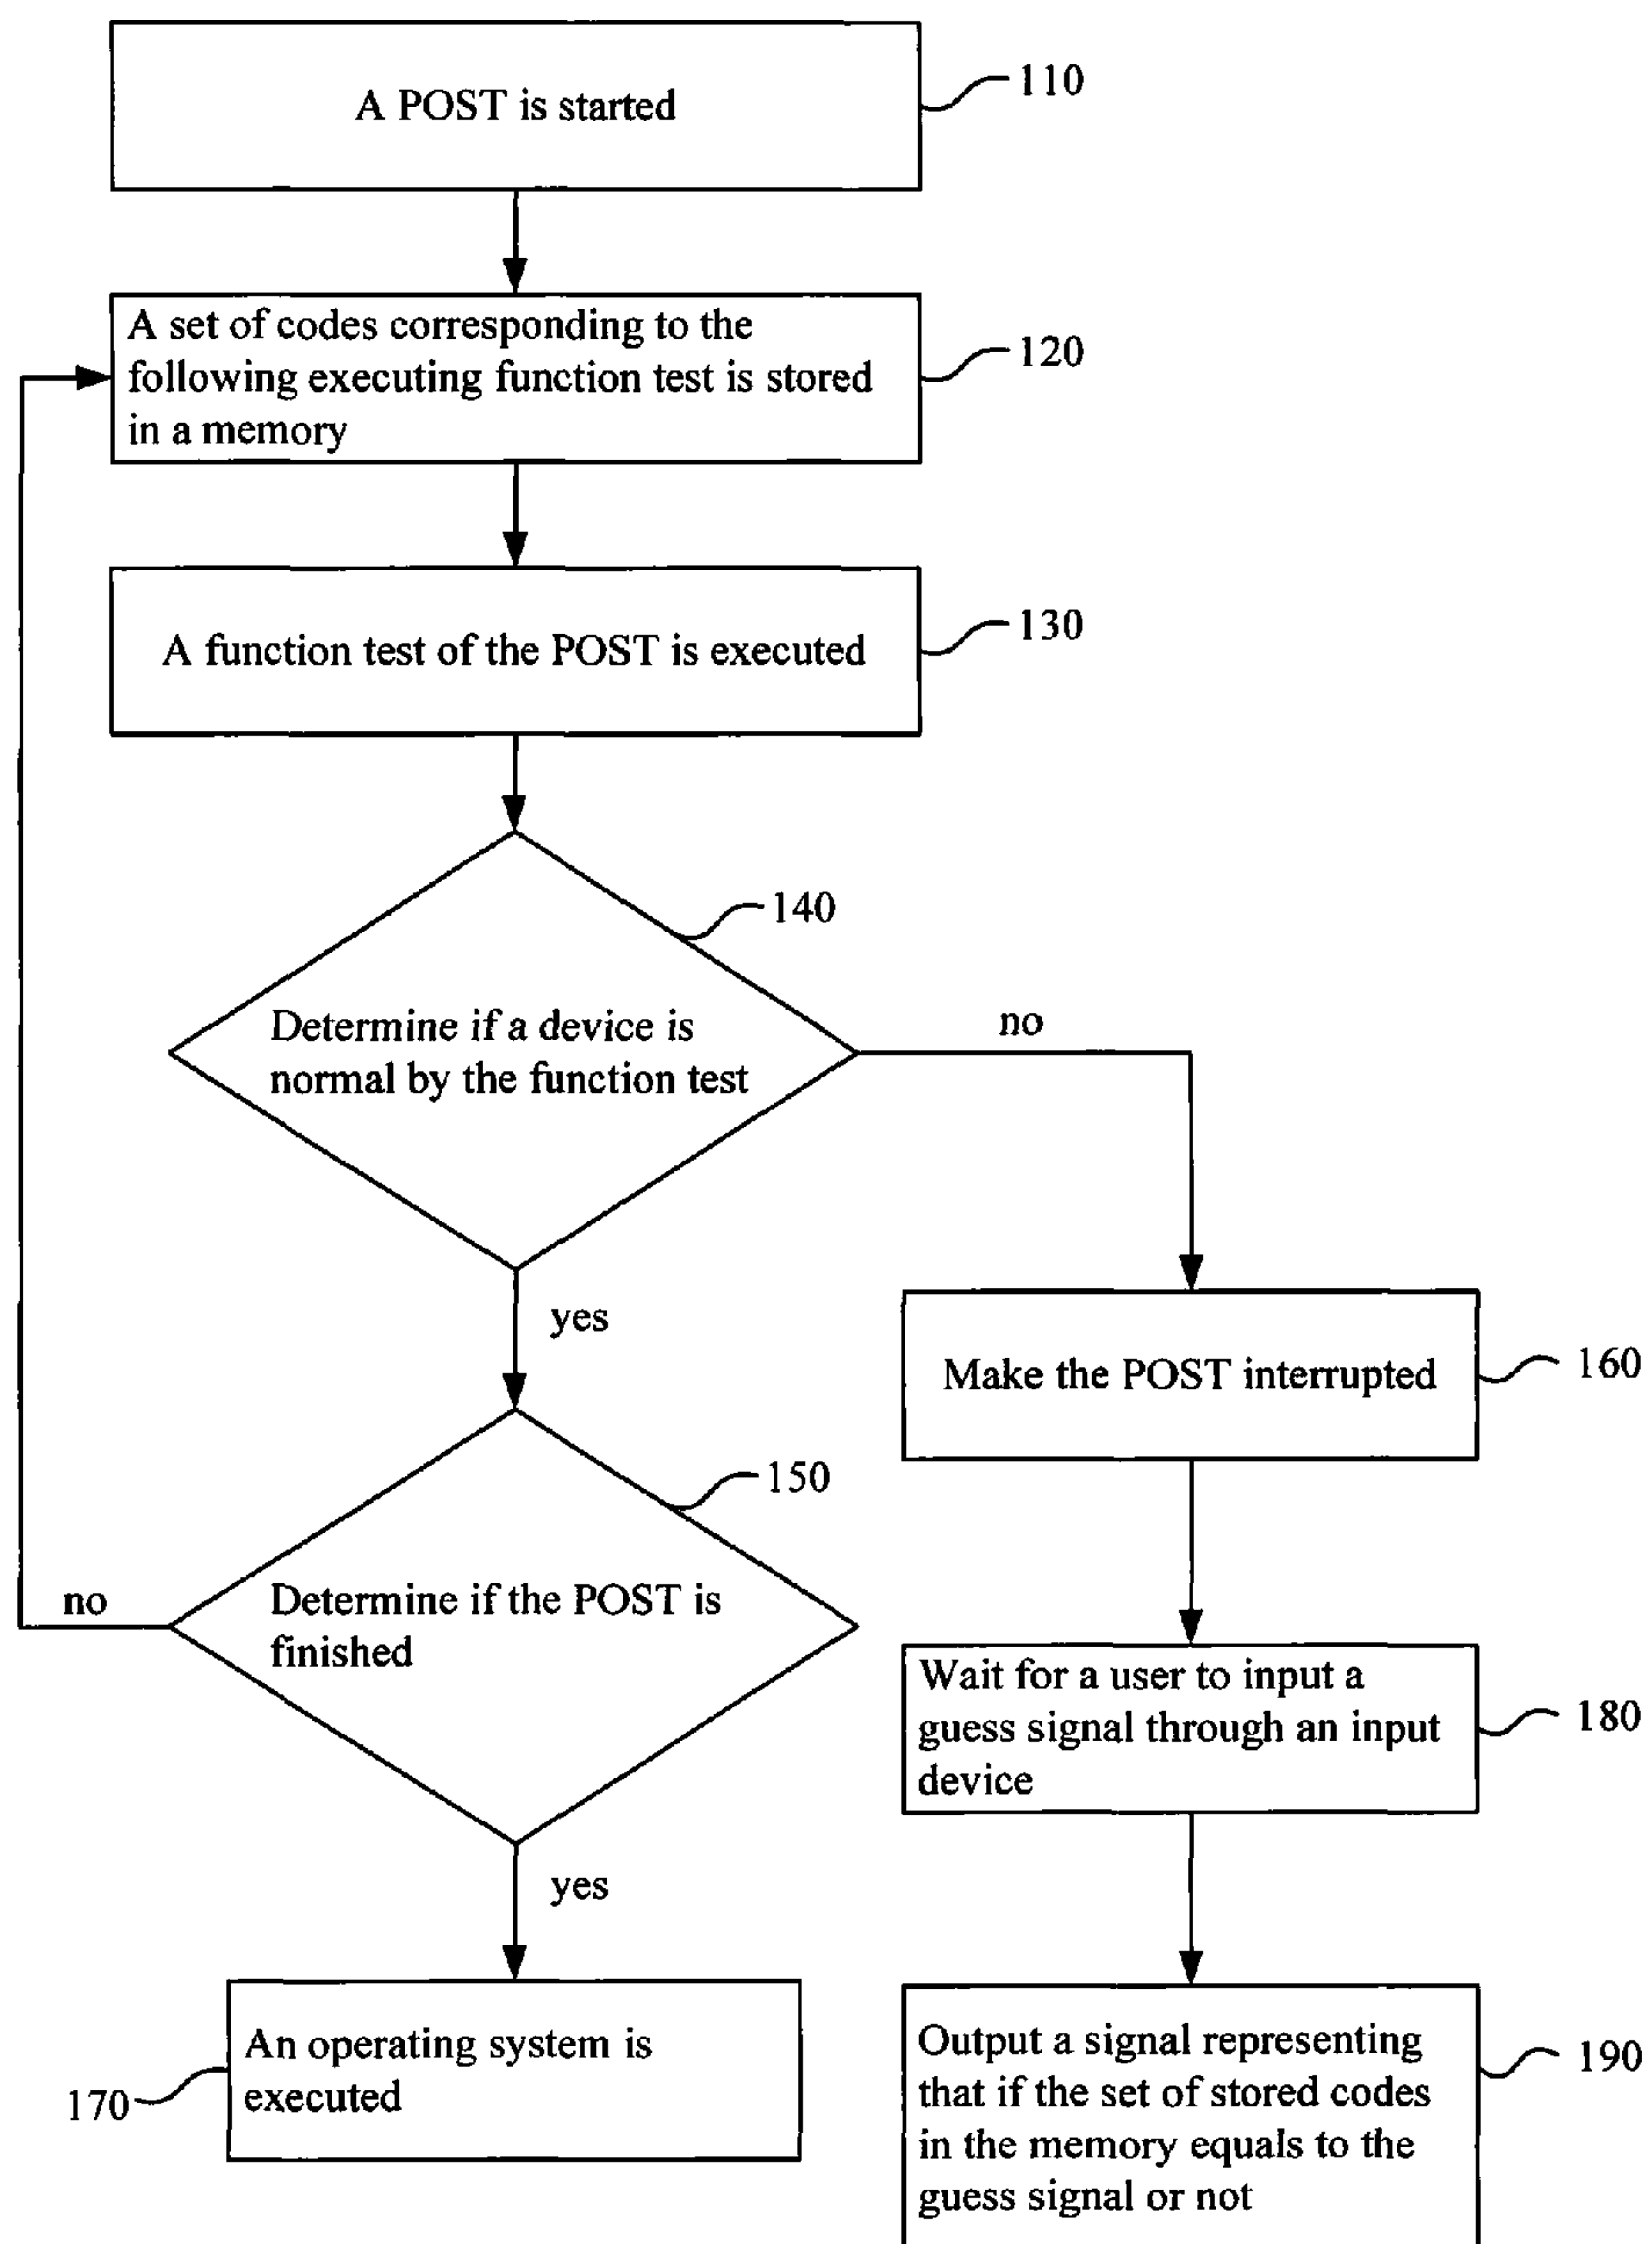 A POST is started
110
A set of codes corresponding to the
following executing function test is stored
in a memory
120
A function test of the POST is executed
130
140
Determine if a device is
normal by the function test
no
yes
Make the POST interrupted
160
150
Determine if the POST is
finished
no
yes
Wait for a user to input a
guess signal through an input
device
180
An operating system is
executed
170
Output a signal representing
that if the set of stored codes
in the memory equals to the
guess signal or not
190